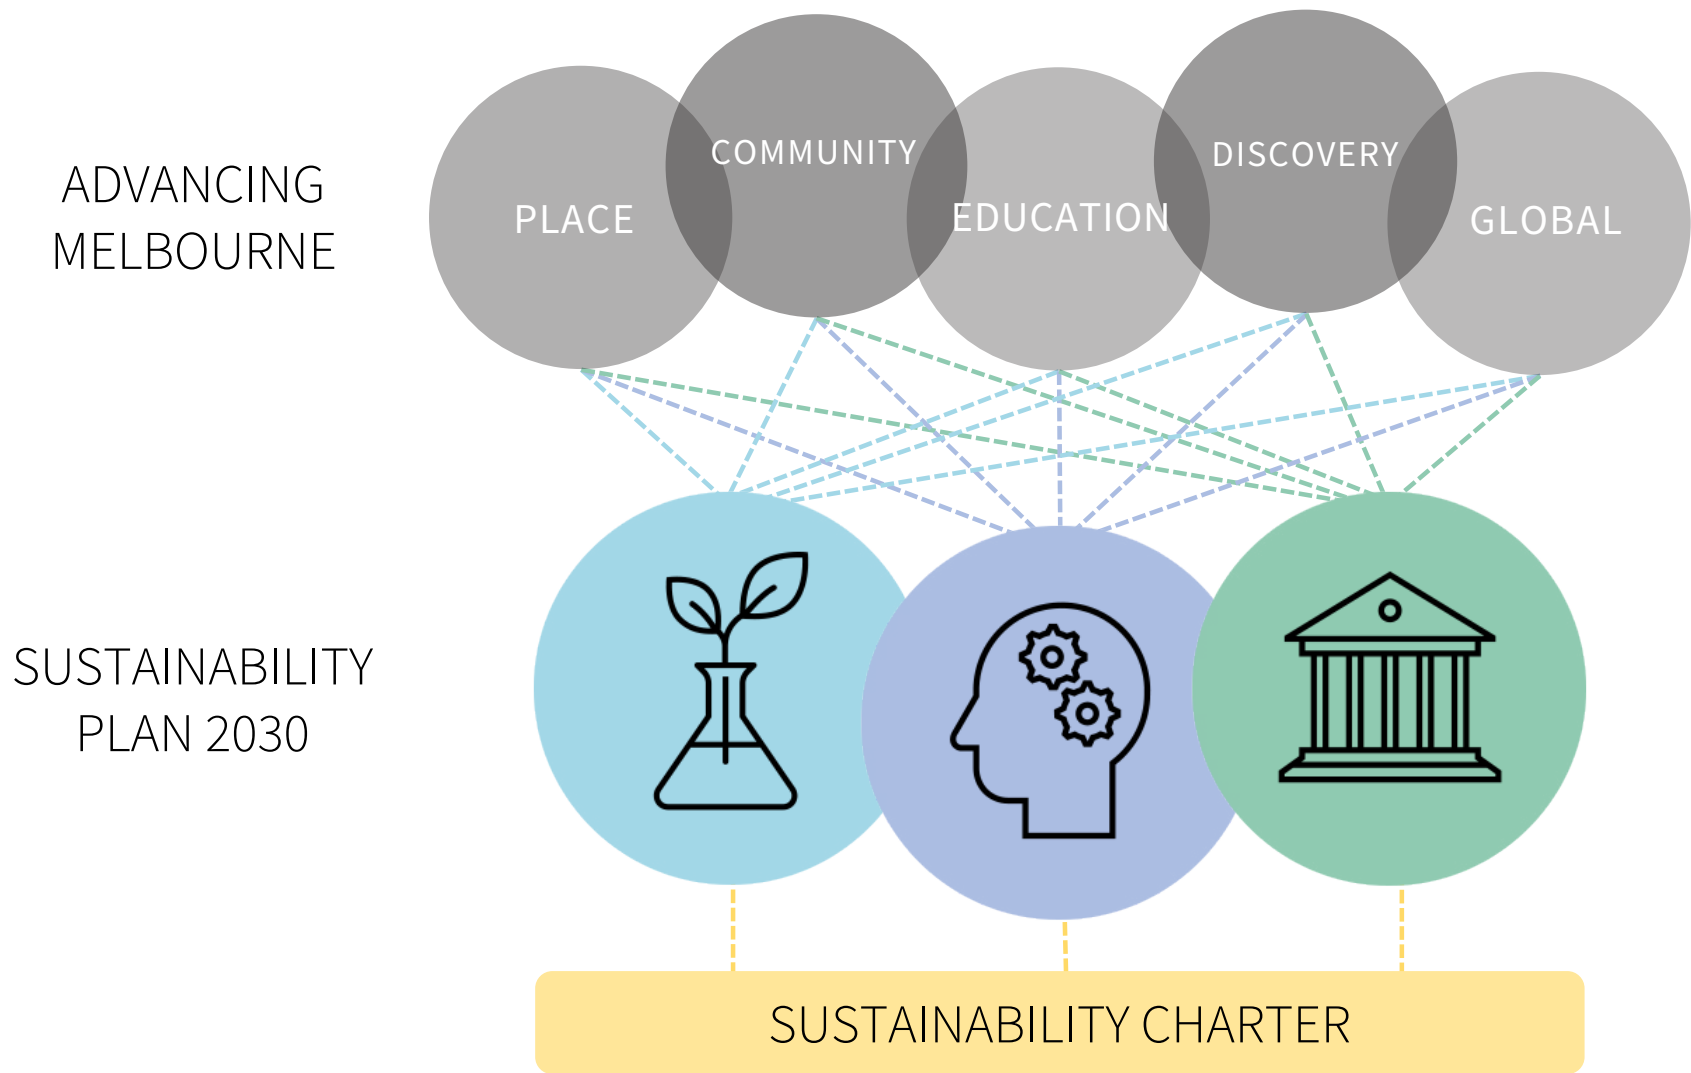 ADVANCING
MELBOURNE
PLACE
COMMUNITY
EDUCATION
DISCOVERY
GLOBAL
SUSTAINABILITY
PLAN 2030
SUSTAINABILITY CHARTER